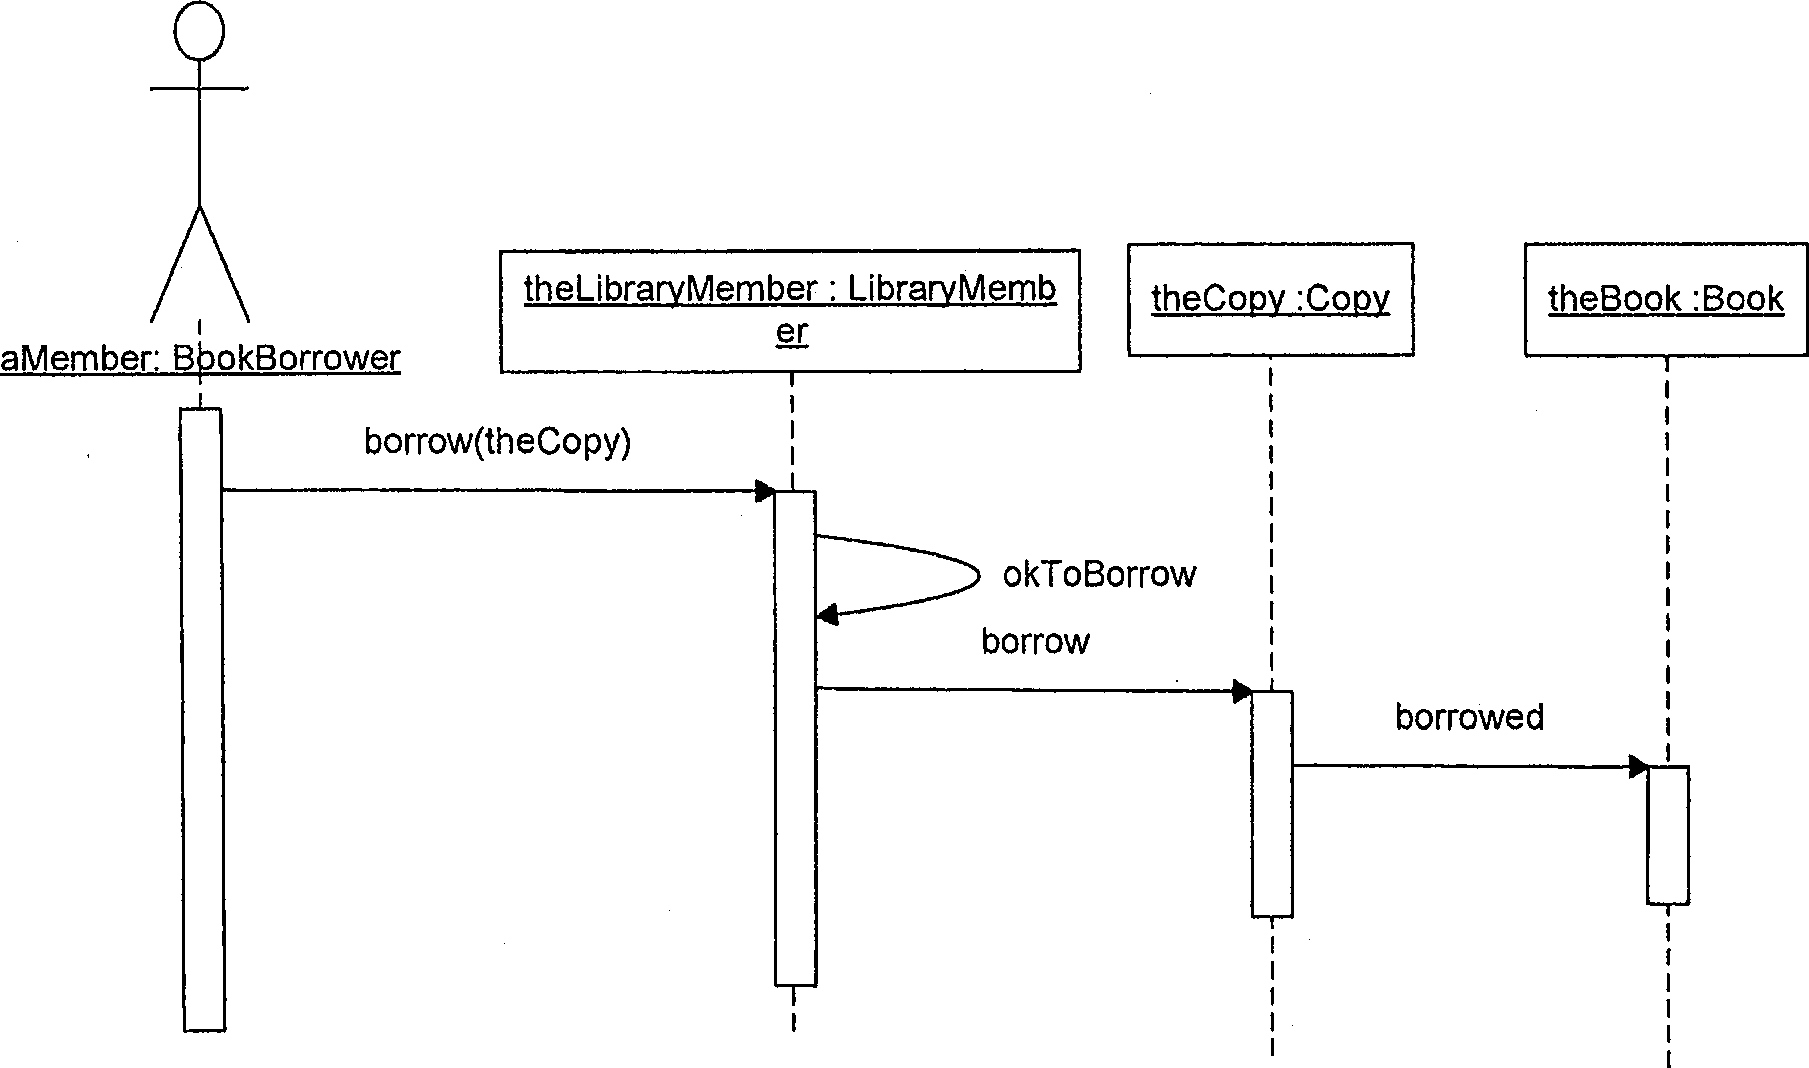 theLibraryMember : LibraryMemb
er
theCopy :Copy
theBook :Book
aMember: BookBorrower
borrow(theCopy)
okToBorrow
borrow
borrowed